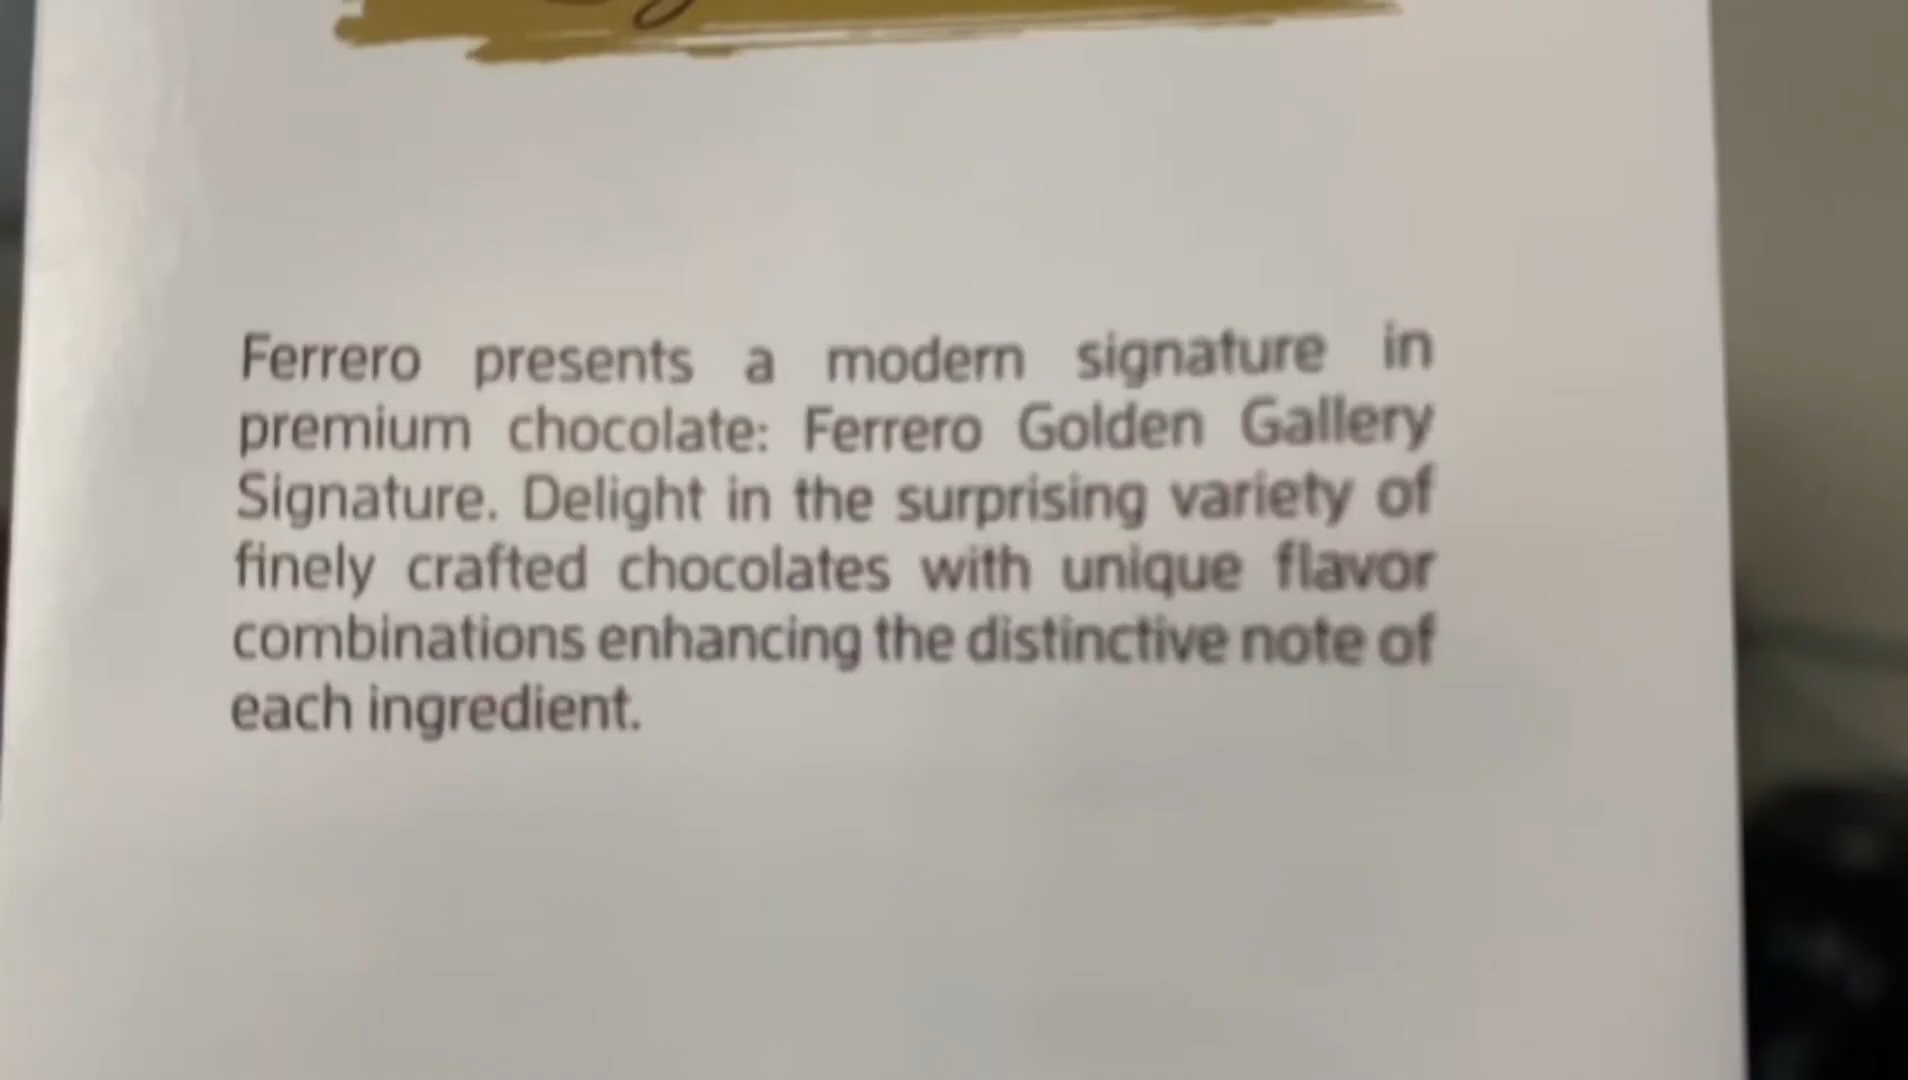 Ferrero presents a modern signature in
premium chocolate: Ferrero Golden Gallery
Signature. Delight in the surprising variety of
finely crafted chocolates with unique flavor
combinations enhancing the distinctive note of
each ingredient.